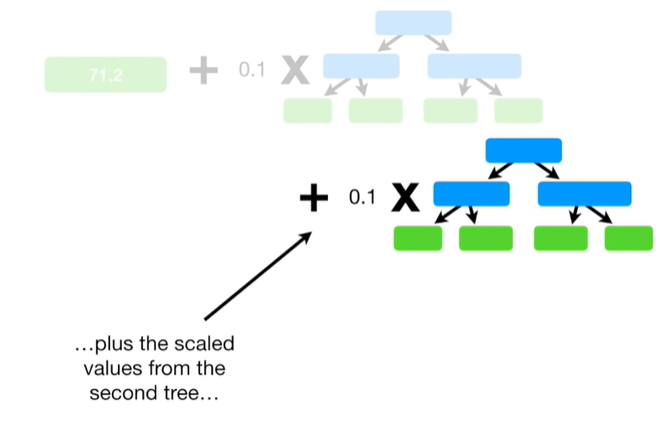 71.2 + 0.1 X
+ 0.1 X
...plus the scaled
values from the
second tree...